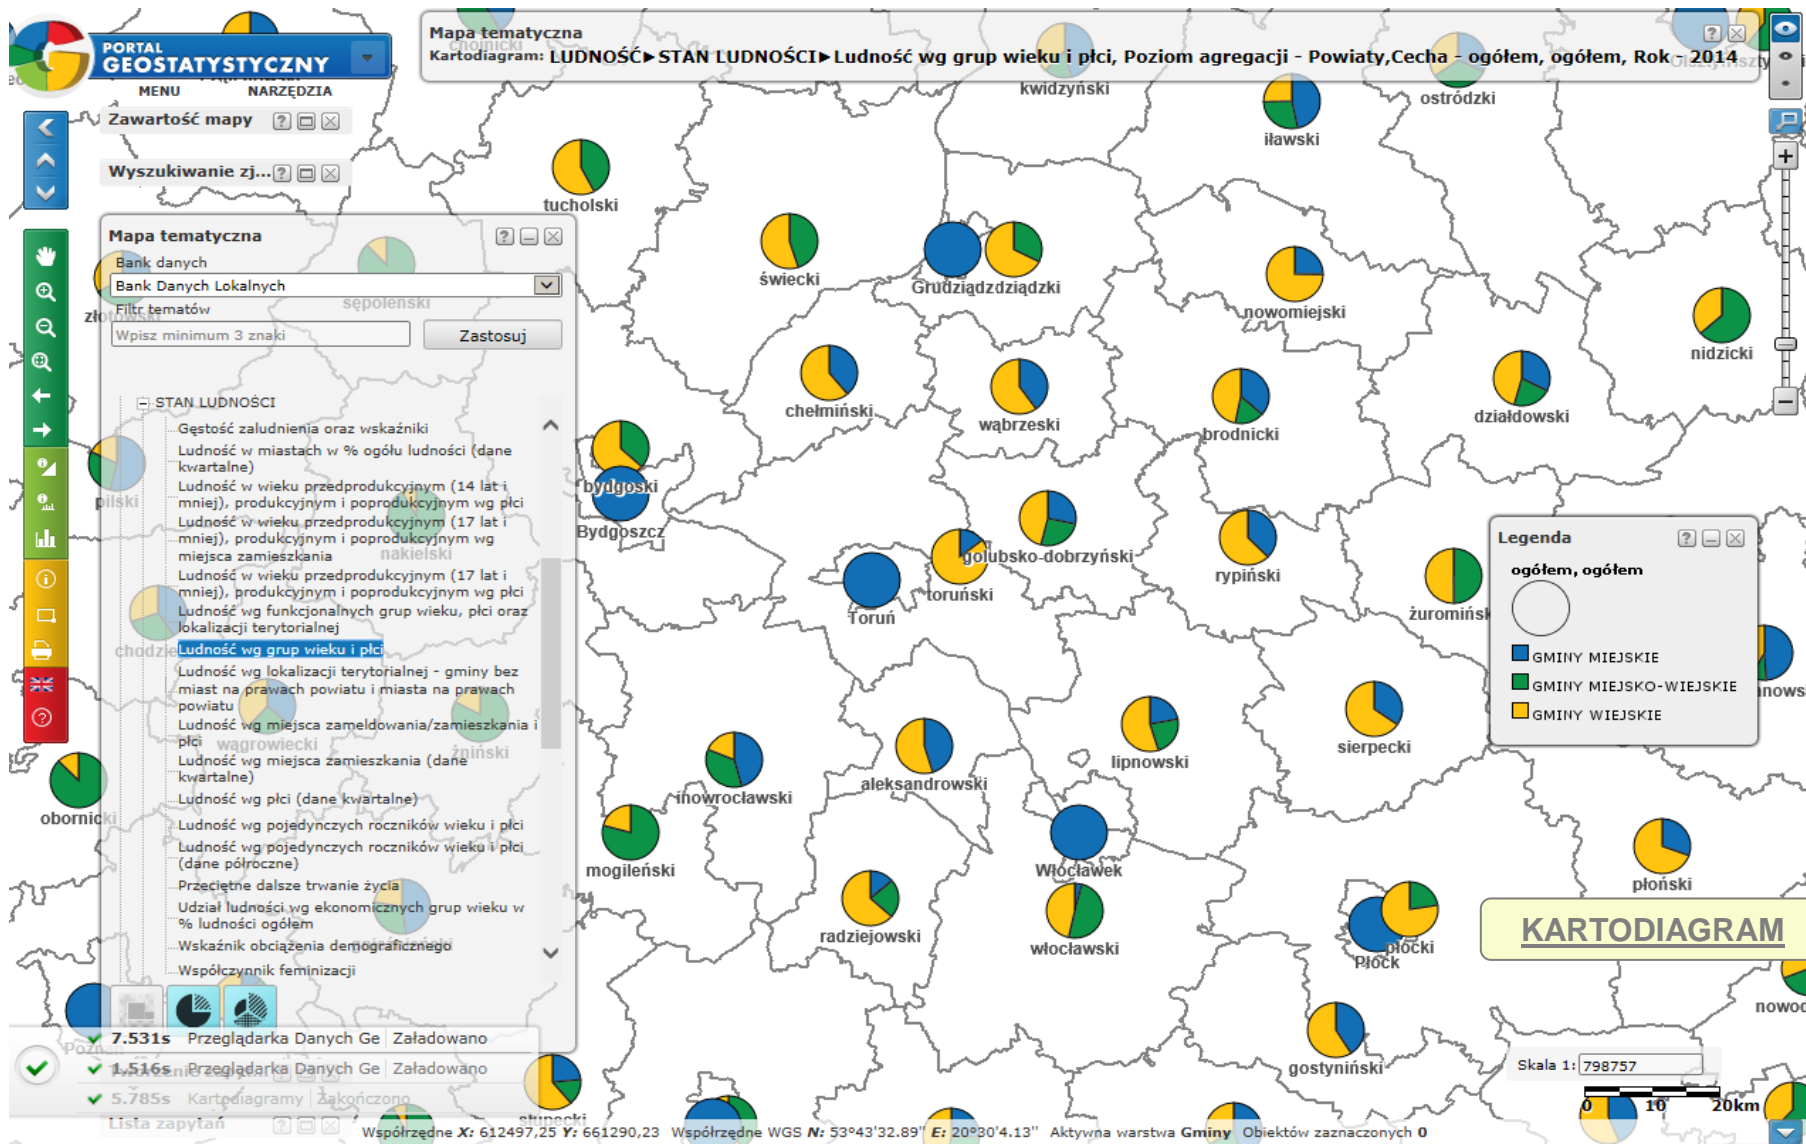 PORTAL
GEOSTATYSTYCZNY
MENU
NARZĘDZIA
Mapa tematyczna
Kartodiagram: LUDNOŚĆ►STAN LUDNOŚCI►Ludność wg grup wieku i płci, Poziom agregacji - Powiaty,Cecha - ogółem, ogółem, Rok - 2014
chojnicki
kwidzyński
ostródzki
iławski
Zawartość mapy
Wyszukiwanie zj...
tucholski
Mapa tematyczna
Bank danych
Bank Danych Lokalnych
Filtr tematów
Wpisz minimum 3 znaki
Zastosuj
złotowski
sępoleński
świecki
Grudziądz
dziądzki
nowomiejski
nidzicki
STAN LUDNOŚCI
Gęstość zaludnienia oraz wskaźniki
Ludność w miastach w % ogółu ludności (dane
kwartalne)
Ludność w wieku przedprodukcyjnym (14 lat i
mniej), produkcyjnym i poprodukcyjnym wg płci
Ludność w wieku przedprodukcyjnym (17 lat i
mniej), produkcyjnym i poprodukcyjnym wg
miejsca zamieszkania
Ludność w wieku przedprodukcyjnym (17 lat i
mniej), produkcyjnym i poprodukcyjnym wg płci
Ludność wg funkcjonalnych grup wieku, płci oraz
lokalizacji terytorialnej
Ludność wg grup wieku i płci
Ludność wg lokalizacji terytorialnej - gminy bez
miast na prawach powiatu i miasta na prawach
powiatu
Ludność wg miejsca zameldowania/zamieszkania i
płci
Ludność wg miejsca zamieszkania (dane
kwartalne)
Ludność wg płci (dane kwartalne)
Ludność wg pojedynczych roczników wieku i płci
Ludność wg pojedynczych roczników wieku i płci
(dane półroczne)
Przeciętne dalsze trwanie życia
Udział ludności wg ekonomicznych grup wieku w
% ludności ogółem
Wskaźnik obciążenia demograficznego
Współczynnik feminizacji
pilski
nakielski
chodzie
wągrowiecki
żniński
obornicki
Poznań
słupecki
chełmiński
wąbrzeski
brodnicki
działdowski
bydgoski
Bydgoszcz
golubsko-dobrzyński
toruński
Toruń
rypiński
żuromińsk
Legenda
ogółem, ogółem
GMINY MIEJSKIE
GMINY MIEJSKO-WIEJSKIE
GMINY WIEJSKIE
sierpecki
lipnowski
aleksandrowski
inowrocławski
mogileński
Włocławek
radziejowski
włocławski
płoński
płocki
Płock
KARTODIAGRAM
gostyniński
7.531s Przeglądarka Danych Ge Załadowano
1.516s Przeglądarka Danych Ge Załadowano
5.785s Kartodiagramy Zakończono
Lista zapytań
Skala 1: 798757
0 10 20km
Współrzędne X: 612497,25 Y: 661290,23 Współrzędne WGS N: 53°43'32.89" E: 20°30'4.13" Aktywna warstwa Gminy Obiektów zaznaczonych 0